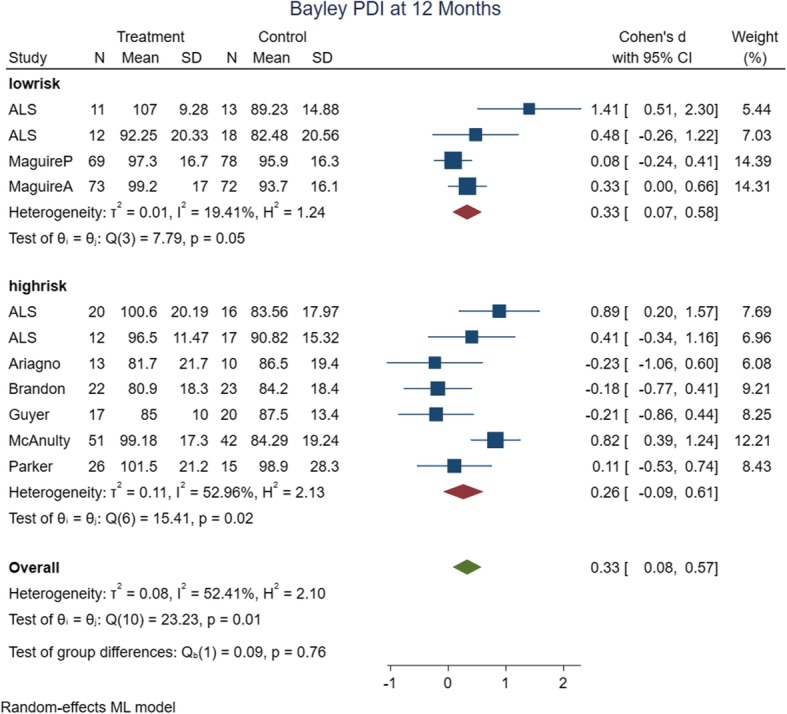 Bayley PDI at 12 Months
Treatment Control Cohen's d Weight
Study N Mean SD N Mean SD with 95% CI (%)
lowrisk
ALS 11 107 9.28 13 89.23 14.88 1.41 [ 0.51, 2.30] 5.44
ALS 12 92.25 20.33 18 82.48 20.56 0.48 [ -0.26, 1.22] 7.03
MaguireP 69 97.3 16.7 78 95.9 16.3 0.08 [ -0.24, 0.41] 14.39
MaguireA 73 99.2 17 72 93.7 16.1 0.33 [ 0.00, 0.66] 14.31
Heterogeneity: τ² = 0.01, I² = 19.41%, H² = 1.24 0.33 [ 0.07, 0.58]
Test of θᵢ = θⱼ: Q(3) = 7.79, p = 0.05
highrisk
ALS 20 100.6 20.19 16 83.56 17.97 0.89 [ 0.20, 1.57] 7.69
ALS 12 96.5 11.47 17 90.82 15.32 0.41 [ -0.34, 1.16] 6.96
Ariagno 13 81.7 21.7 10 86.5 19.4 -0.23 [ -1.06, 0.60] 6.08
Brandon 22 80.9 18.3 23 84.2 18.4 -0.18 [ -0.77, 0.41] 9.21
Guyer 17 85 10 20 87.5 13.4 -0.21 [ -0.86, 0.44] 8.25
McAnulty 51 99.18 17.3 42 84.29 19.24 0.82 [ 0.39, 1.24] 12.21
Parker 26 101.5 21.2 15 98.9 28.3 0.11 [ -0.53, 0.74] 8.43
Heterogeneity: τ² = 0.11, I² = 52.96%, H² = 2.13 0.26 [ -0.09, 0.61]
Test of θᵢ = θⱼ: Q(6) = 15.41, p = 0.02
Overall 0.33 [ 0.08, 0.57]
Heterogeneity: τ² = 0.08, I² = 52.41%, H² = 2.10
Test of θᵢ = θⱼ: Q(10) = 23.23, p = 0.01
Test of group differences: Q♭(1) = 0.09, p = 0.76
-1 0 1 2
Random-effects ML model